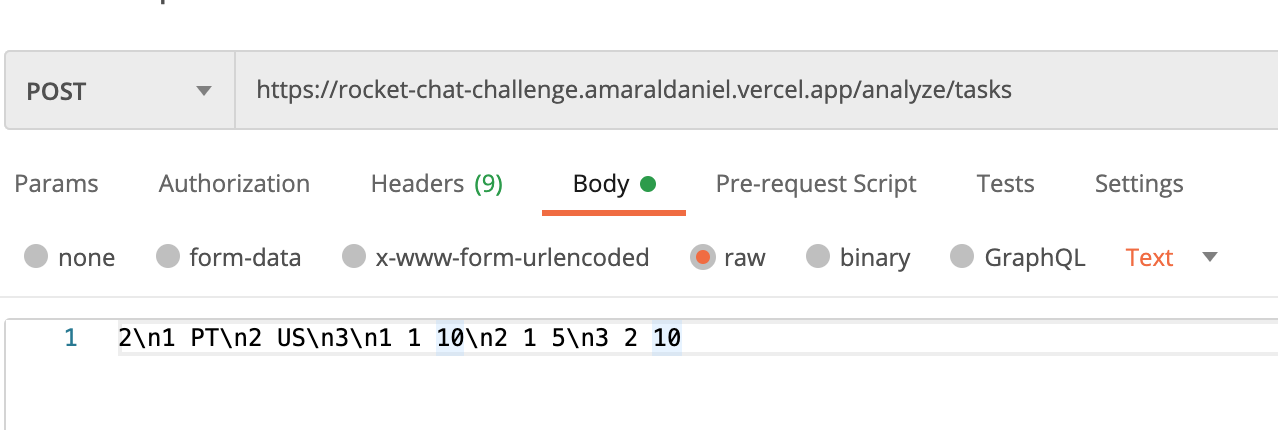 POST https://rocket-chat-challenge.amaraldaniel.vercel.app/analyze/tasks
Params Authorization Headers (9) Body Pre-request Script Tests Settings
none form-data x-www-form-urlencoded raw binary GraphQL Text
1 2\n1 PT\n2 US\n3\n1 1 10\n2 1 5\n3 2 10